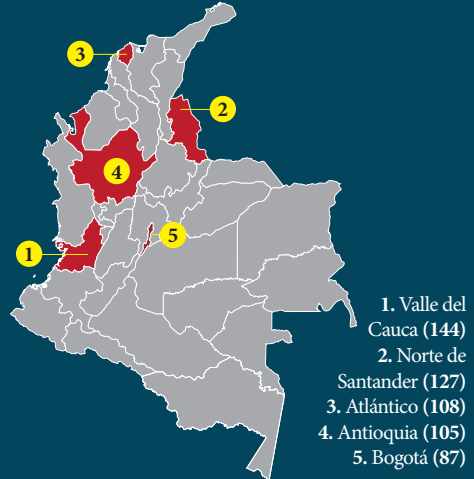 3
2
4
5
1
1. Valle del
Cauca (144)
2. Norte de
Santander (127)
3. Atlántico (108)
4. Antioquia (105)
5. Bogotá (87)